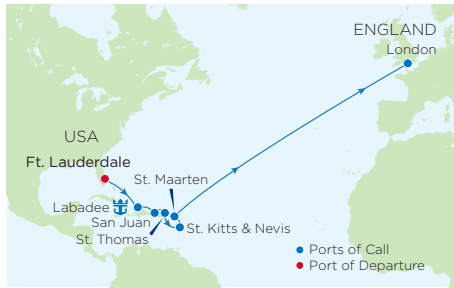 ENGLAND
London
USA
Ft. Lauderdale
St. Maarten
Labadee
San Juan
St. Thomas
St. Kitts & Nevis
Ports of Call
Port of Departure